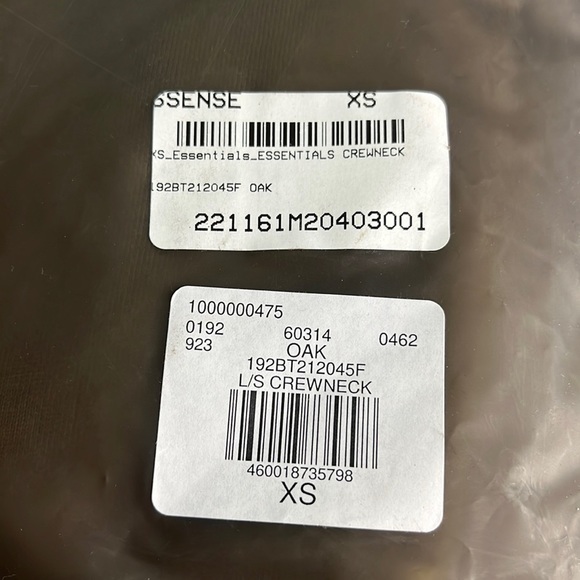 SSENSE XS
XS_Essentials_ESSENTIALS CREWNECK
192BT212045F OAK
221161M20403001
1000000475
0192 60314 0462
923 OAK
192BT212045F
L/S CREWNECK
460018735798
XS